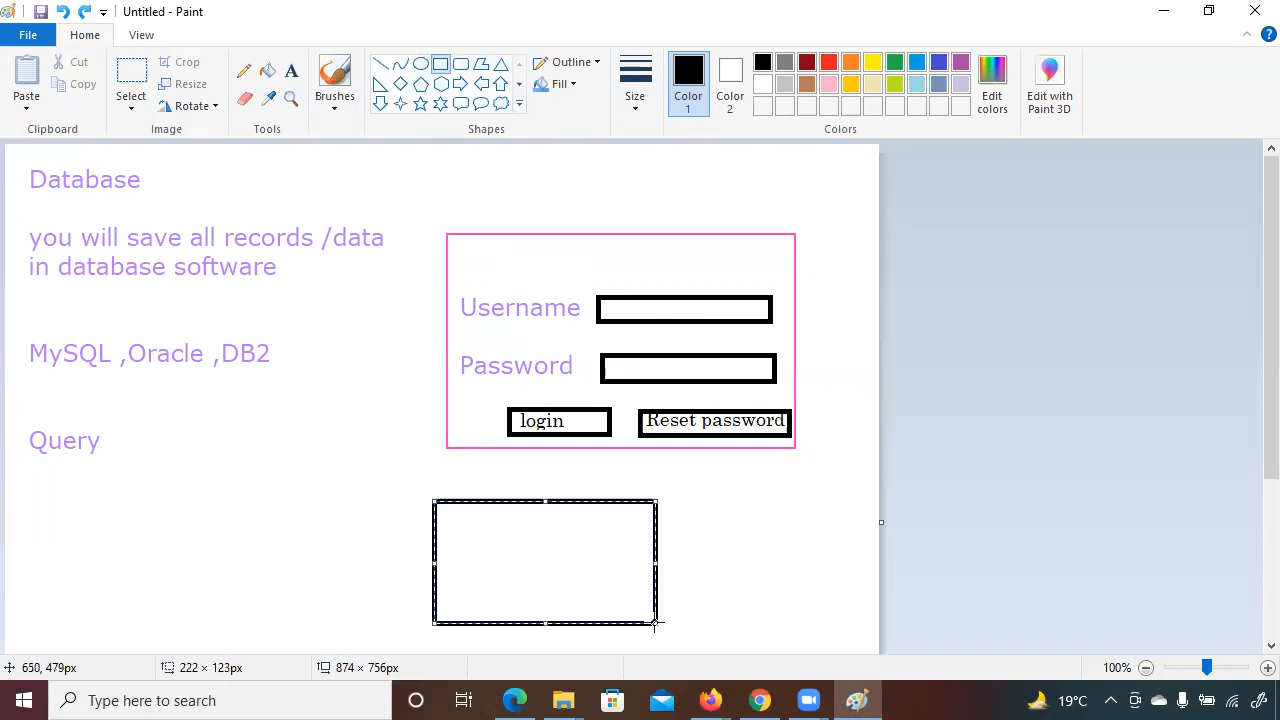 Untitled - Paint
File
Home
View
Paste
Cut
Copy
Clipboard
Select
Crop
Resize
Rotate
Image
A
Tools
Brushes
Outline
Fill
Shapes
Size
Color
1
Color
2
Edit
colors
Colors
Edit with
Paint 3D
Database
you will save all records /data
in database software
MySQL ,Oracle ,DB2
Query
Username
Password
login
Reset password
650, 479px
222 × 123px
874 × 756px
100%
Type here to search
19°C